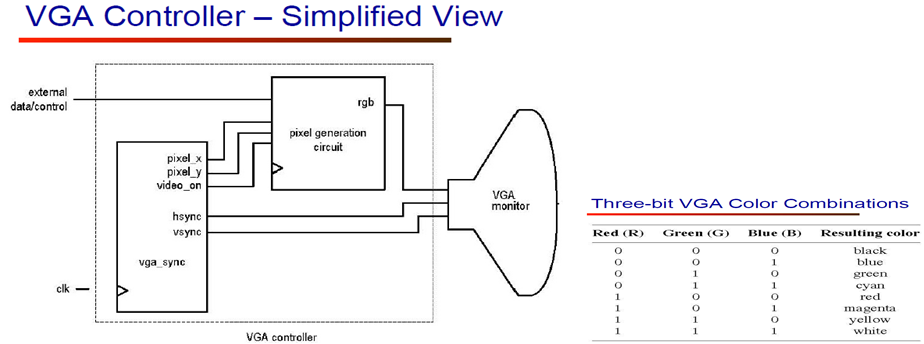 VGA Controller – Simplified View
external
data/control
rgb
pixel generation
circuit
pixel_x
pixel_y
video_on
hsync
vsync
vga_sync
clk
VGA
monitor
VGA controller
Three-bit VGA Color Combinations
Red (R) Green (G) Blue (B) Resulting color
0 0 0 black
0 0 1 blue
0 1 0 green
0 1 1 cyan
1 0 0 red
1 0 1 magenta
1 1 0 yellow
1 1 1 white